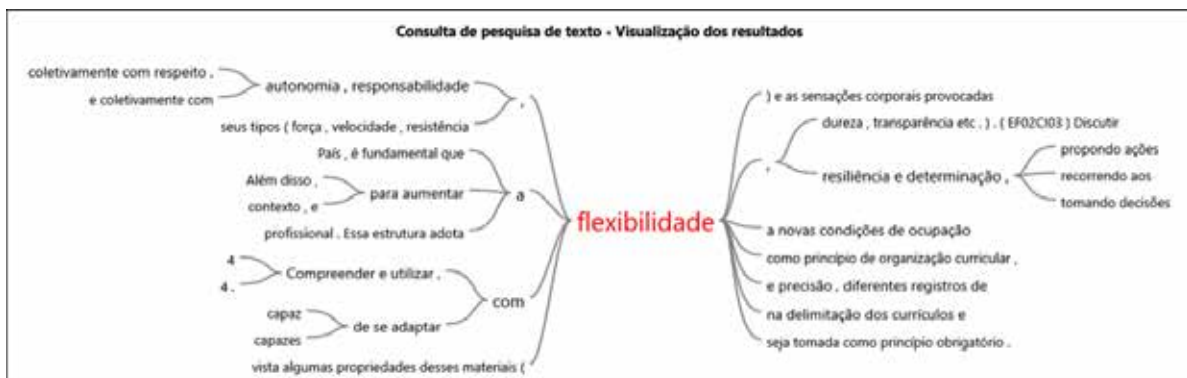 Consulta de pesquisa de texto - Visualização dos resultados
coletivamente com respeito ,
e coletivamente com
autonomia , responsabilidade
seus tipos ( força , velocidade , resistência
,
País , é fundamental que
Além disso ,
contexto , e
para aumentar
profissional . Essa estrutura adota
a
4
4 .
Compreender e utilizar ,
capaz
capazes
de se adaptar
com
vista algumas propriedades desses materiais (
flexibilidade
) e as sensações corporais provocadas
,
dureza , transparência etc . ) . ( EF02CI03 ) Discutir
resiliência e determinação ,
propondo ações
recorrendo aos
tomando decisões
a novas condições de ocupação
como princípio de organização curricular ,
e precisão , diferentes registros de
na delimitação dos currículos e
seja tomada como princípio obrigatório .